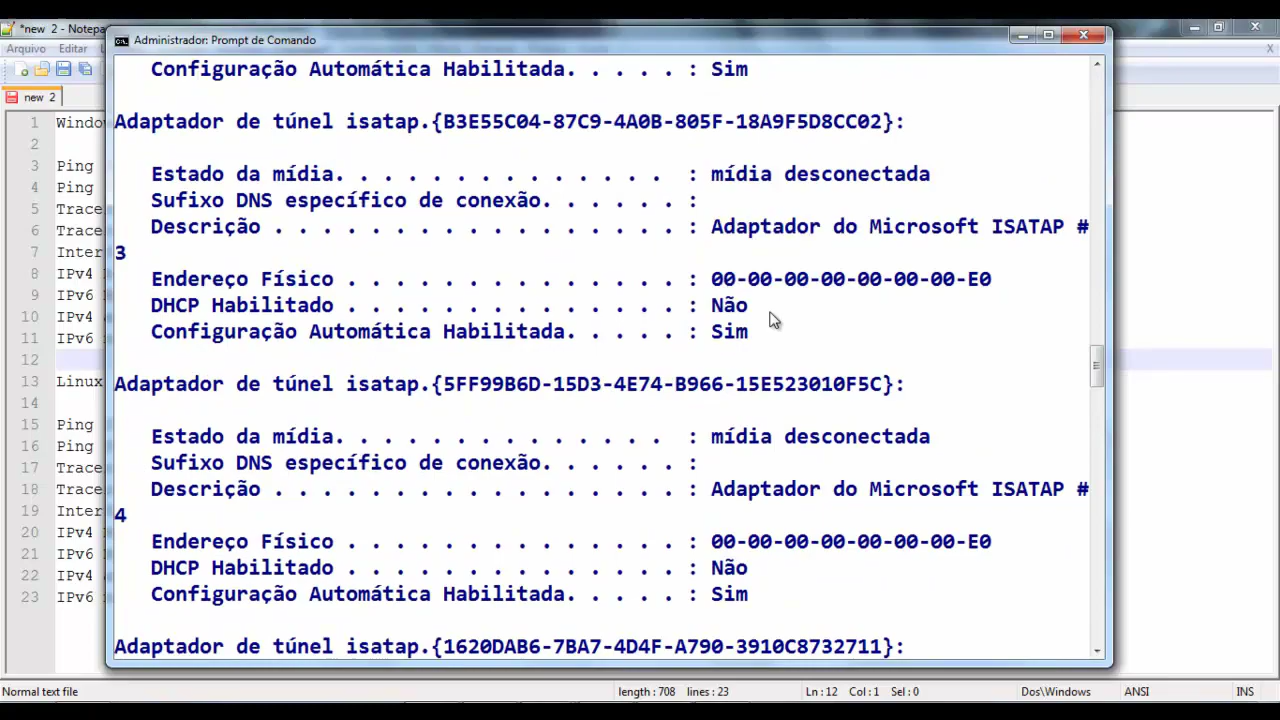 *new 2 - Notepa
Administrador: Prompt de Comando
Arquivo Editar
new 2
Configuração Automática Habilitada. . . . . : Sim
Adaptador de túnel isatap.{B3E55C04-87C9-4A0B-805F-18A9F5D8CC02}:
Estado da mídia. . . . . . . . . . . . . . : mídia desconectada
Sufixo DNS específico de conexão. . . . . . :
Descrição . . . . . . . . . . . . . . . . . : Adaptador do Microsoft ISATAP #
3
Endereço Físico . . . . . . . . . . . . . . : 00-00-00-00-00-00-00-E0
DHCP Habilitado . . . . . . . . . . . . . . : Não
Configuração Automática Habilitada. . . . . : Sim
Adaptador de túnel isatap.{5FF99B6D-15D3-4E74-B966-15E523010F5C}:
Estado da mídia. . . . . . . . . . . . . . : mídia desconectada
Sufixo DNS específico de conexão. . . . . . :
Descrição . . . . . . . . . . . . . . . . . : Adaptador do Microsoft ISATAP #
4
Endereço Físico . . . . . . . . . . . . . . : 00-00-00-00-00-00-00-E0
DHCP Habilitado . . . . . . . . . . . . . . : Não
Configuração Automática Habilitada. . . . . : Sim
Adaptador de túnel isatap.{1620DAB6-7BA7-4D4F-A790-3910C8732711}:
1 Windo
2
3 Ping
4 Ping
5 Trace
6 Trace
7 Inter
8 IPv4
9 IPv6
10 IPv4
11 IPv6
12
13 Linux
14
15 Ping
16 Ping
17 Trace
18 Trace
19 Inter
20 IPv4
21 IPv6
22 IPv4
23 IPv6
Normal text file length : 708 lines : 23 Ln : 12 Col : 1 Sel : 0 Dos\Windows ANSI INS